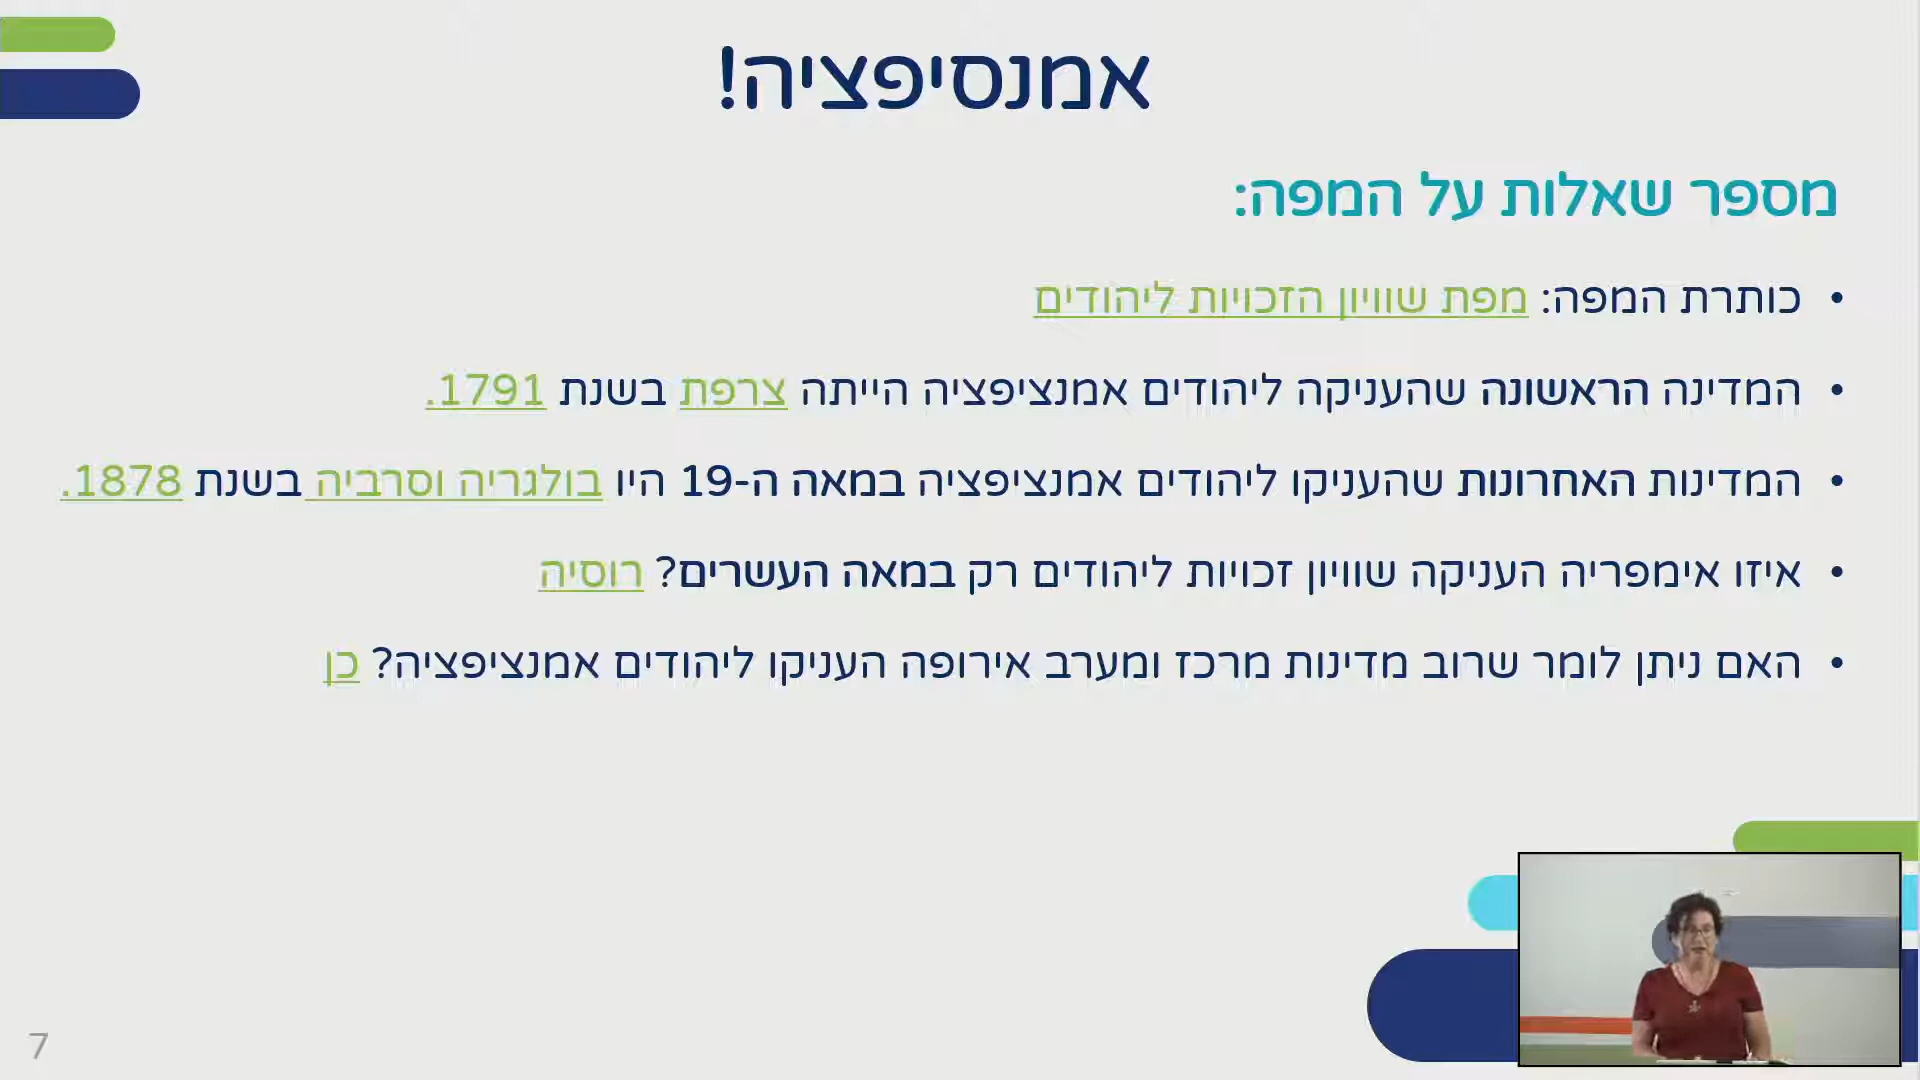 אמנסיפציה!
מספר שאלות על המפה:
• כותרת המפה: מפת שוויון הזכויות ליהודים
• המדינה הראשונה שהעניקה ליהודים אמנציפציה הייתה צרפת בשנת 1791.
• המדינות האחרונות שהעניקו ליהודים אמנציפציה במאה ה-19 היו בולגריה וסרביה בשנת 1878.
• איזו אימפריה העניקה שוויון זכויות ליהודים רק במאה העשרים? רוסיה
• האם ניתן לומר שרוב מדינות מרכז ומערב אירופה העניקו ליהודים אמנציפציה? כן
7